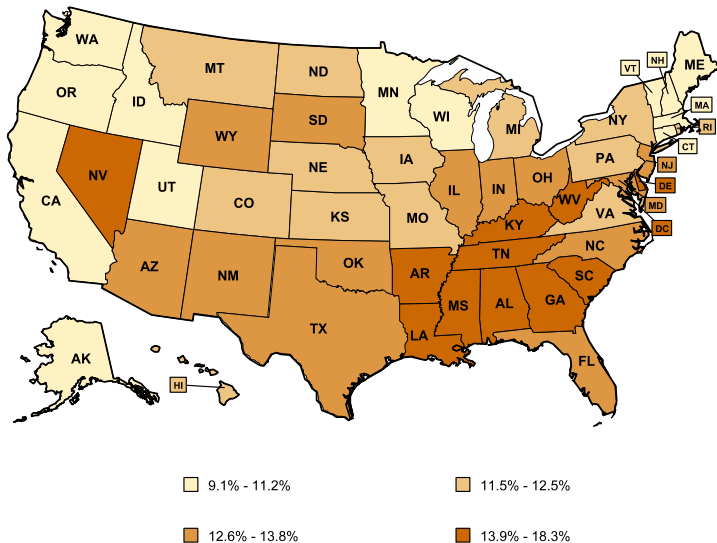 WA
ME
VT
NH
MT
ND
MN
OR
ID
WI
MA
NY
RI
SD
MI
WY
CT
IA
PA
NJ
NE
NV
OH
IL
IN
DE
UT
CA
WV
MD
CO
VA
KS
MO
KY
DC
NC
TN
AZ
OK
NM
AR
SC
MS
AL
GA
TX
LA
AK
FL
HI
9.1% - 11.2%
11.5% - 12.5%
12.6% - 13.8%
13.9% - 18.3%